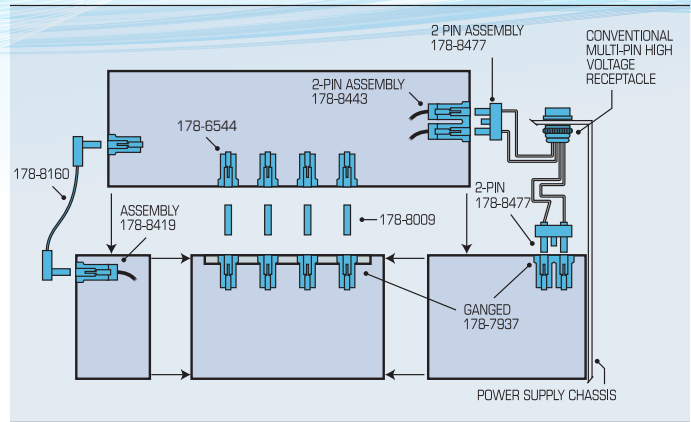 2 PIN ASSEMBLY
178-8477
CONVENTIONAL
MULTI-PIN HIGH
VOLTAGE
RECEPTACLE
2-PIN ASSEMBLY
178-8443
178-6544
178-8160
ASSEMBLY
178-8419
178-8009
2-PIN
178-8477
GANGED
178-7937
POWER SUPPLY CHASSIS